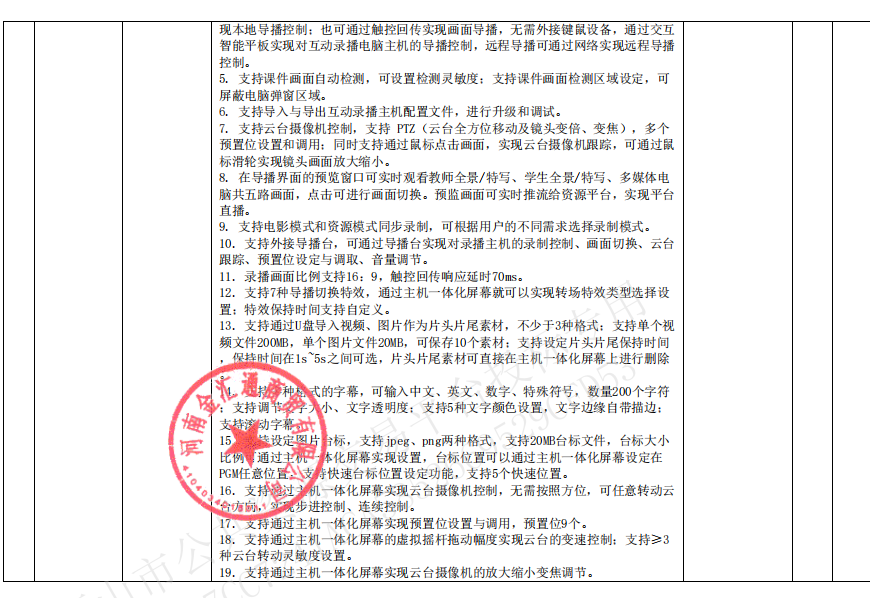 现本地导播控制；也可通过触控回传实现画面导播，无需外接键鼠设备，通过交互
智能平板实现对互动录播电脑主机的导播控制，远程导播可通过网络实现远程导播
控制。
5. 支持课件画面自动检测，可设置检测灵敏度；支持课件画面检测区域设定，可
屏蔽电脑弹窗区域。
6. 支持导入与导出互动录播主机配置文件，进行升级和调试。
7. 支持云台摄像机控制，支持 PTZ（云台全方位移动及镜头变倍、变焦），多个
预置位设置和调用；同时支持通过鼠标点击画面，实现云台摄像机跟踪，可通过鼠
标滑轮实现镜头画面放大缩小。
8. 在导播界面的预览窗口可实时观看教师全景/特写、学生全景/特写、多媒体电
脑共五路画面，点击可进行画面切换。预监画面可实时推流给资源平台，实现平台
直播。
9. 支持电影模式和资源模式同步录制，可根据用户的不同需求选择录制模式。
10. 支持外接导播台，可通过导播台实现对录播主机的录制控制、画面切换、云台
跟踪、预置位设定与调取、音量调节。
11. 录播画面比例支持16：9，触控回传响应延时70ms。
12. 支持7种导播切换特效，通过主机一体化屏幕就可以实现转场特效类型选择设
置；特效保持时间支持自定义。
13. 支持通过U盘导入视频、图片作为片头片尾素材，不少于3种格式；支持单个视
频文件200MB，单个图片文件20MB，可保存10个素材；支持设定片头片尾保持时间
，保持时间在1s~5s之间可选，片头片尾素材可直接在主机一体化屏幕上进行删除
。
种格式的字幕，可输入中文、英文、数字、特殊符号，数量200个字符
；支持调节文字大小、文字透明度；支持5种文字颜色设置，文字边缘自带描边；
支持滚动字幕。
15. 支持设定图片台标，支持jpeg、png两种格式，支持20MB台标文件，台标大小
比例可通过主机一体化屏幕实现设置，台标位置可以通过主机一体化屏幕设定在
PGM任意位置；支持快速台标位置设定功能，支持5个快速位置。
16. 支持通过主机一体化屏幕实现云台摄像机控制，无需按照方位，可任意转动云
台方向，实现步进控制、连续控制。
17. 支持通过主机一体化屏幕实现预置位设置与调用，预置位9个。
18. 支持通过主机一体化屏幕的虚拟摇杆拖动幅度实现云台的变速控制；支持≥3
种云台转动灵敏度设置。
19. 支持通过主机一体化屏幕实现云台摄像机的放大缩小变焦调节。
河南金汇通商贸有限公司